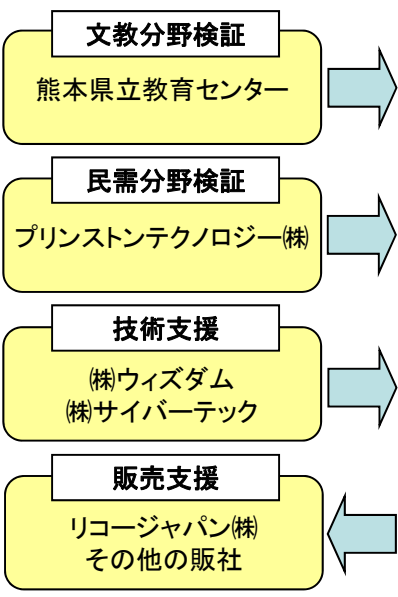 文教分野検証
熊本県立教育センター
民需分野検証
プリンストンテクノロジー㈱
技術支援
㈱ウィズダム
㈱サイバーテック
販売支援
リコージャパン㈱
その他の販社